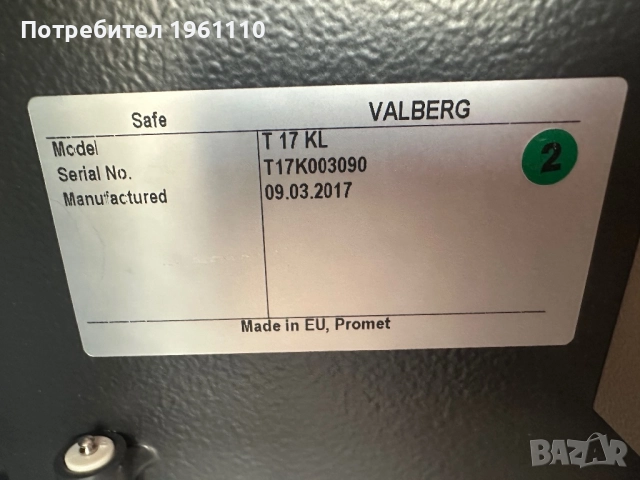 Потребител 1961110
Safe VALBERG
Model T 17 KL
2
Serial No. T17K003090
Manufactured 09.03.2017
Made in EU, Promet
BAZAR